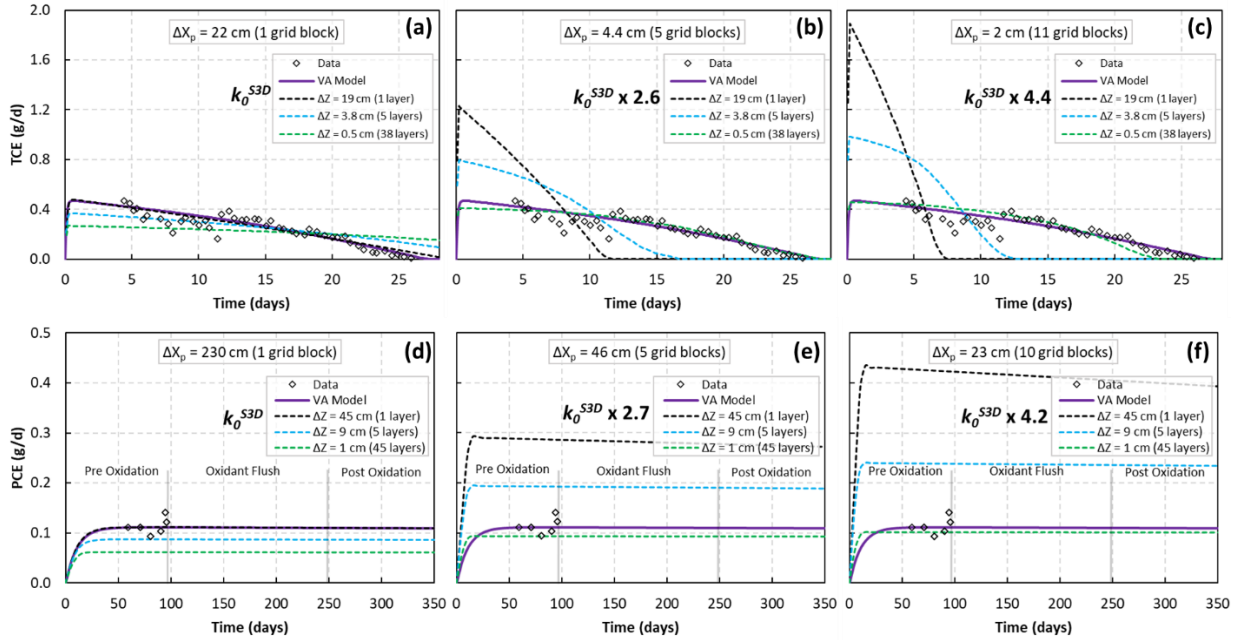 ΔXp = 22 cm (1 grid block)
(a)
Data
VA Model
ΔZ = 19 cm (1 layer)
ΔZ = 3.8 cm (5 layers)
ΔZ = 0.5 cm (38 layers)
k₀^S3D
TCE (g/d)
2.0
1.6
1.2
0.8
0.4
0.0
0 5 10 15 20 25
Time (days)
ΔXp = 4.4 cm (5 grid blocks)
(b)
Data
VA Model
ΔZ = 19 cm (1 layer)
ΔZ = 3.8 cm (5 layers)
ΔZ = 0.5 cm (38 layers)
k₀^S3D x 2.6
0 5 10 15 20 25
Time (days)
ΔXp = 2 cm (11 grid blocks)
(c)
Data
VA Model
ΔZ = 19 cm (1 layer)
ΔZ = 3.8 cm (5 layers)
ΔZ = 0.5 cm (38 layers)
k₀^S3D x 4.4
0 5 10 15 20 25
Time (days)
ΔXp = 230 cm (1 grid block)
(d)
Data
VA Model
ΔZ = 45 cm (1 layer)
ΔZ = 9 cm (5 layers)
ΔZ = 1 cm (45 layers)
k₀^S3D
Pre Oxidation Oxidant Flush Post Oxidation
PCE (g/d)
0.5
0.4
0.3
0.2
0.1
0.0
0 50 100 150 200 250 300 350
Time (days)
ΔXp = 46 cm (5 grid blocks)
(e)
Data
VA Model
ΔZ = 45 cm (1 layer)
ΔZ = 9 cm (5 layers)
ΔZ = 1 cm (45 layers)
k₀^S3D x 2.7
Pre Oxidation Oxidant Flush Post Oxidation
0 50 100 150 200 250 300 350
Time (days)
ΔXp = 23 cm (10 grid blocks)
(f)
Data
VA Model
ΔZ = 45 cm (1 layer)
ΔZ = 9 cm (5 layers)
ΔZ = 1 cm (45 layers)
k₀^S3D x 4.2
Pre Oxidation Oxidant Flush Post Oxidation
0 50 100 150 200 250 300 350
Time (days)